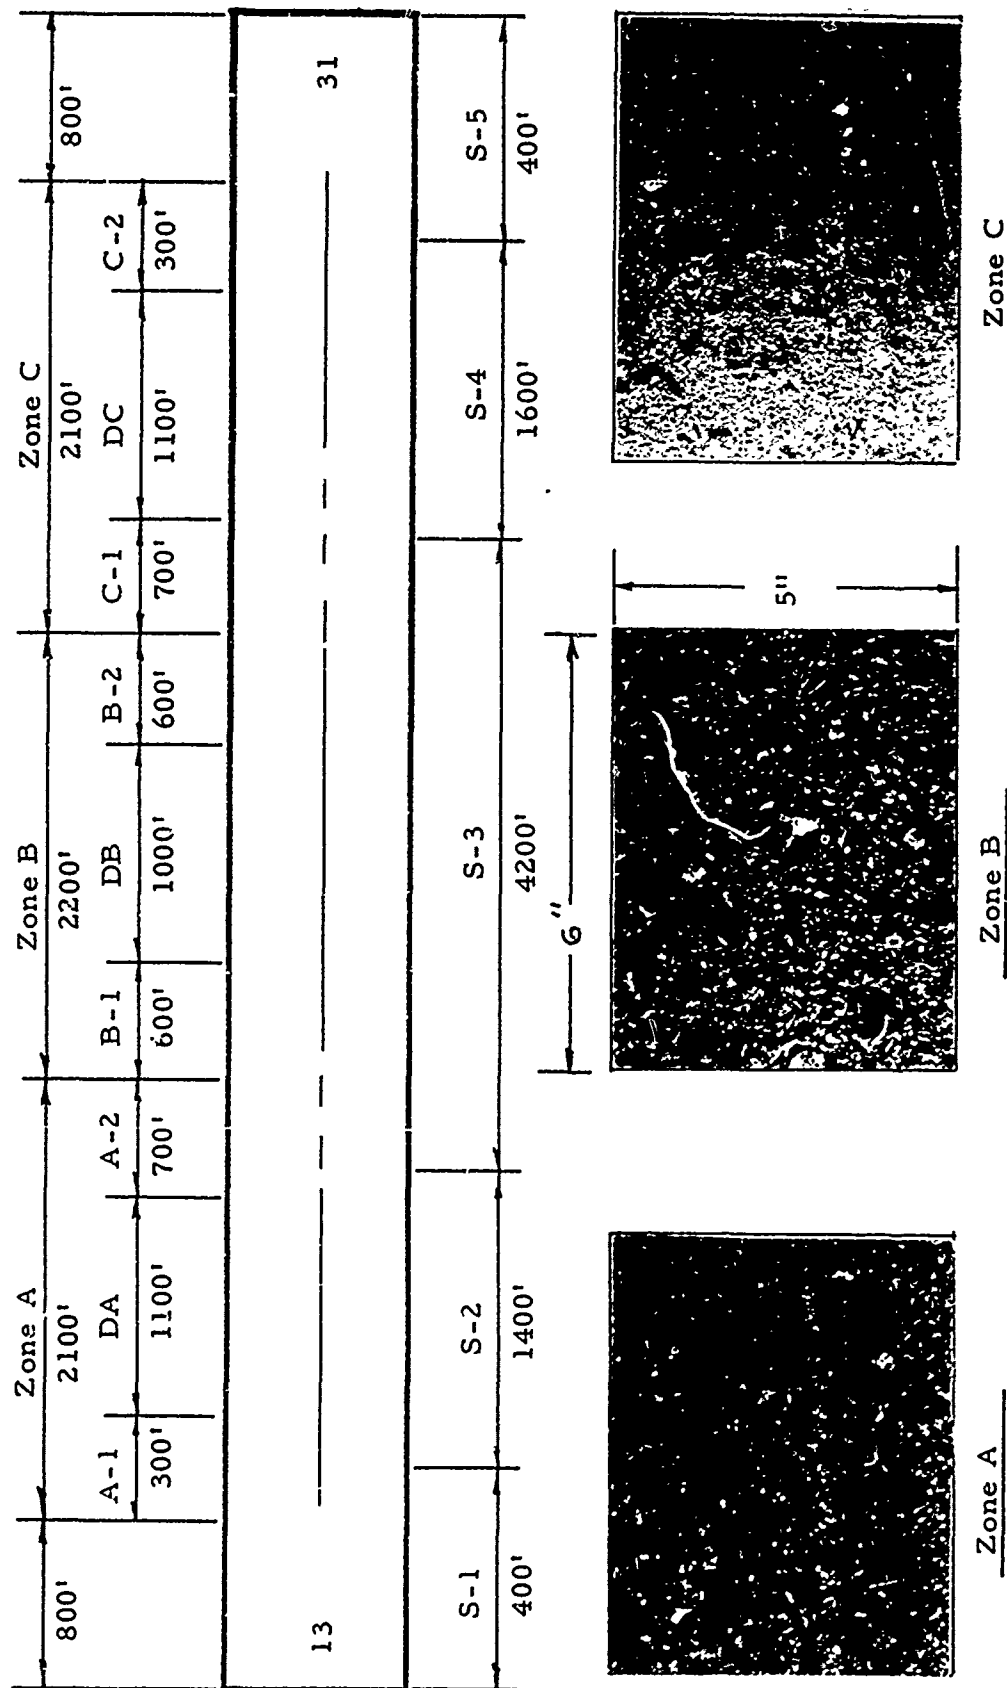 Zone A
Zone B
Zone C
800'
2100'
2200'
2100'
800'
A-1
DA
A-2
B-1
DB
B-2
C-1
DC
C-2
300'
1100'
700'
600'
1000'
600'
700'
1100'
300'
13
31
S-1
S-2
S-3
S-4
S-5
400'
1400'
4200'
1600'
400'
6"
5"
Zone A
Zone B
Zone C